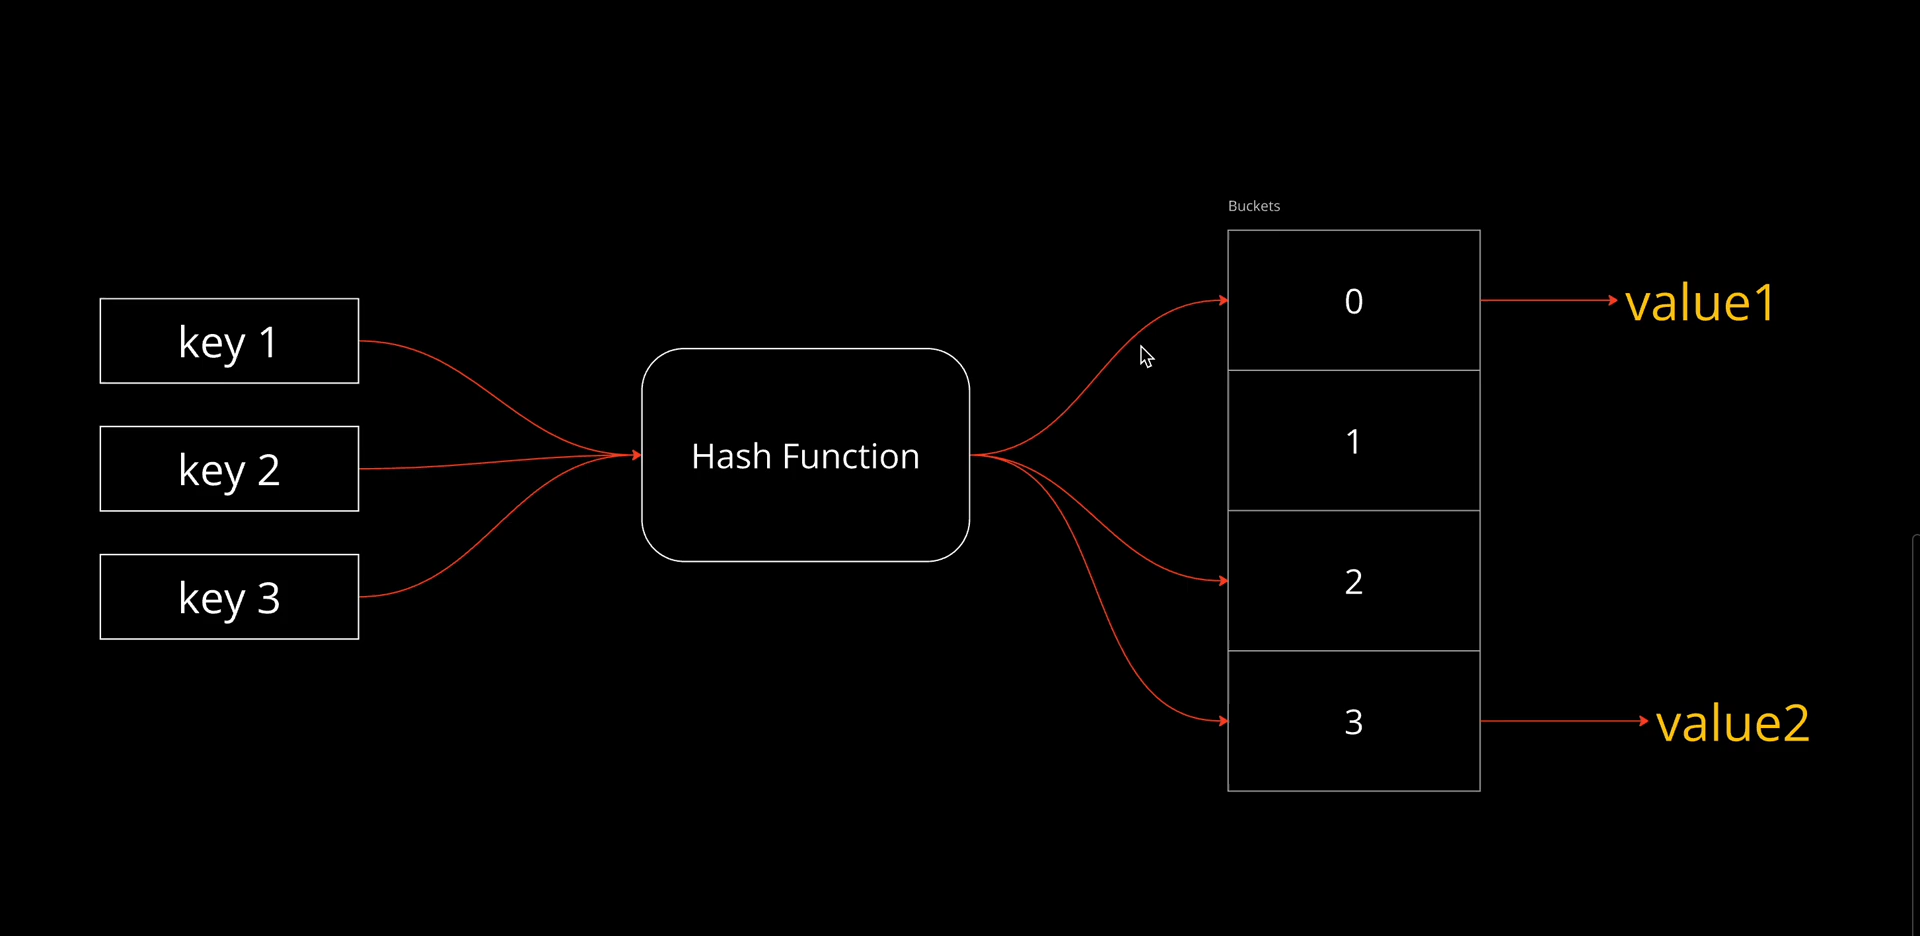 key 1
key 2
key 3
Hash Function
Buckets
0
1
2
3
value1
value2